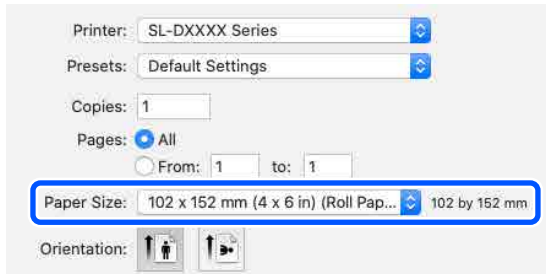 Printer: SL-DXXXX Series
Presets: Default Settings
Copies: 1
Pages: All
From: 1 to: 1
Paper Size: 102 x 152 mm (4 x 6 in) (Roll Pap... 102 by 152 mm
Orientation: